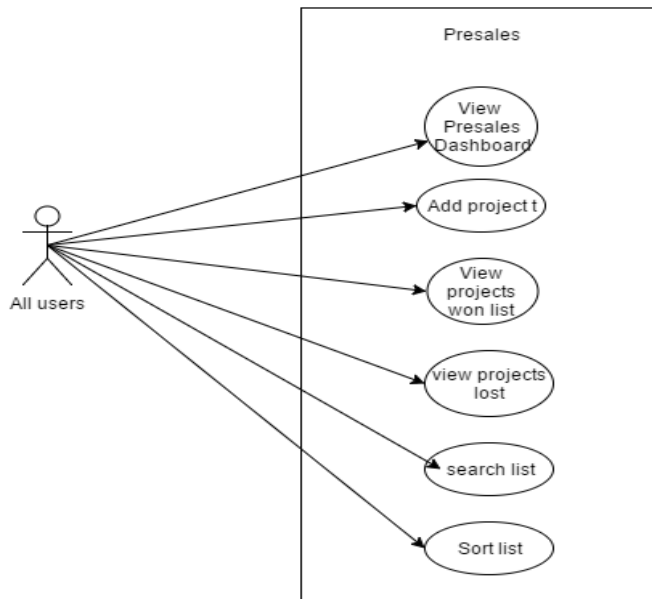 Presales
View
Presales
Dashboard
Add project t
View
projects
won list
view projects
lost
search list
Sort list
All users